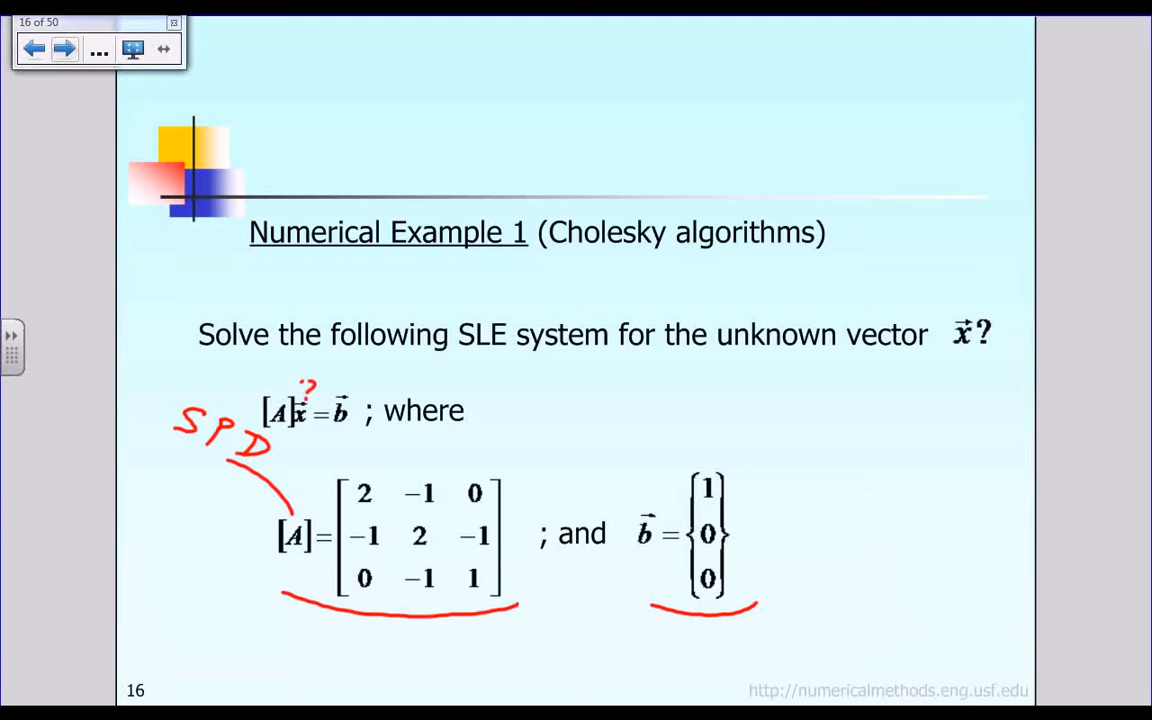 16 of 50
...
Numerical Example 1 (Cholesky algorithms)
Solve the following SLE system for the unknown vector x⃗?
?
[A]x⃗ = b⃗ ; where
SPD
[A] = [2 −1 0
−1 2 −1
0 −1 1] ; and b⃗ = {1
0
0}
16
http://numericalmethods.eng.usf.edu